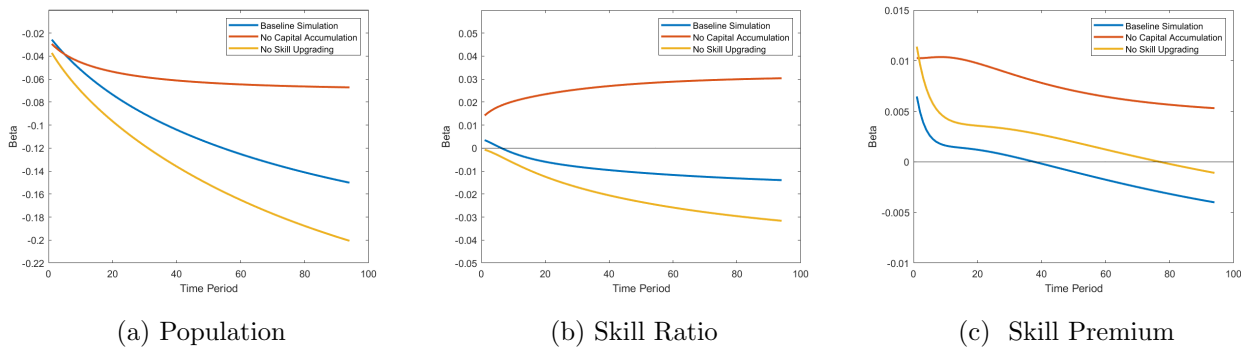 -0.02
-0.04
-0.06
-0.08
-0.1
-0.12
-0.14
-0.16
-0.18
-0.2
-0.22
Beta
0 20 40 60 80 100
Time Period
Baseline Simulation
No Capital Accumulation
No Skill Upgrading
(a) Population
0.05
0.04
0.03
0.02
0.01
0
-0.01
-0.02
-0.03
-0.04
0.05
Beta
0 20 40 60 80 100
Time Period
Baseline Simulation
No Capital Accumulation
No Skill Upgrading
(b) Skill Ratio
0.015
0.01
0.005
0
-0.005
-0.01
Beta
0 20 40 60 80 100
Time Period
Baseline Simulation
No Capital Accumulation
No Skill Upgrading
(c) Skill Premium